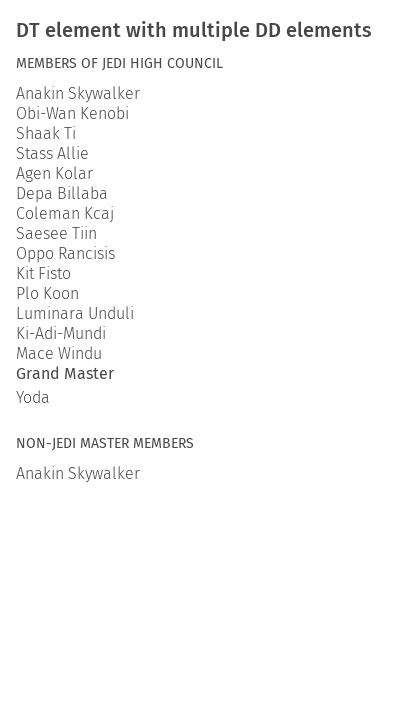 DT element with multiple DD elements
MEMBERS OF JEDI HIGH COUNCIL
Anakin Skywalker
Obi-Wan Kenobi
Shaak Ti
Stass Allie
Agen Kolar
Depa Billaba
Coleman Kcaj
Saesee Tiin
Oppo Rancisis
Kit Fisto
Plo Koon
Luminara Unduli
Ki-Adi-Mundi
Mace Windu
Grand Master
Yoda
NON-JEDI MASTER MEMBERS
Anakin Skywalker